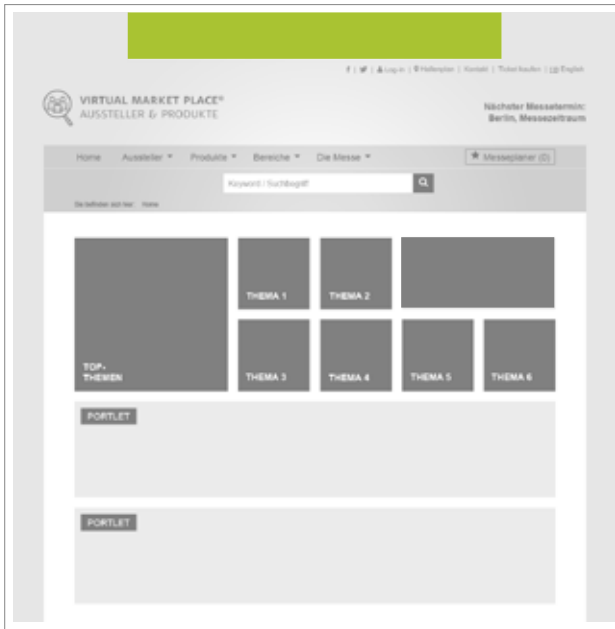 f | | Log-in | Hallenplan | Kontakt | Ticket kaufen | English
VIRTUAL MARKET PLACE®
AUSSTELLER & PRODUKTE
Nächster Messetermin:
Berlin, Messezeitraum
Home Aussteller Produkte Bereiche Die Messe Messeplaner (0)
Keyword / Suchbegriff
Sie befinden sich hier: Home
THEMA 1 THEMA 2
TOP-
THEMEN
THEMA 3 THEMA 4 THEMA 5 THEMA 6
PORTLET
PORTLET